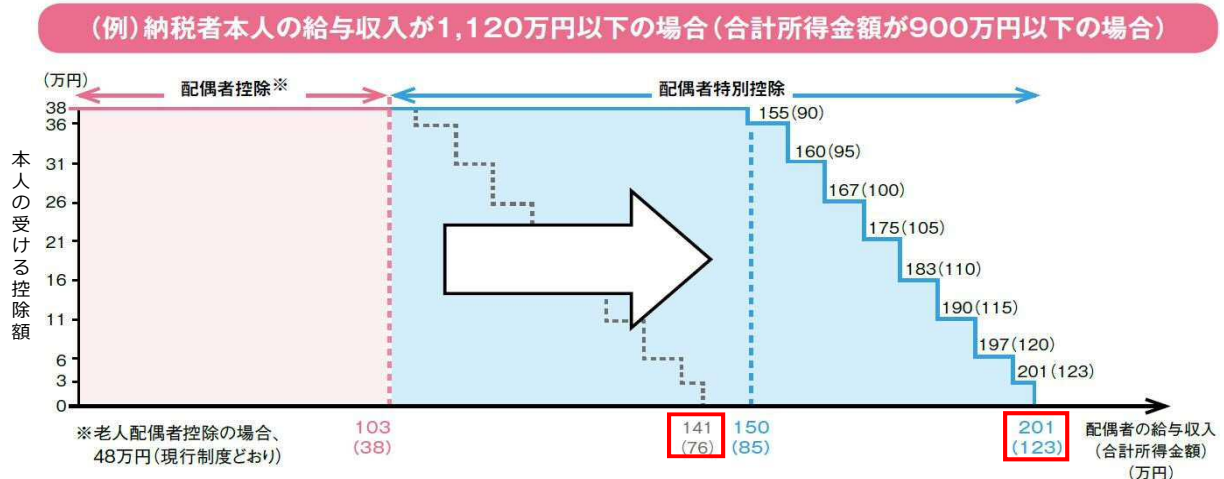 (例)納税者本人の給与収入が1,120万円以下の場合(合計所得金額が900万円以下の場合)
(万円)
配偶者控除※
配偶者特別控除
本人の受ける控除額
38
36
31
26
21
16
11
6
3
0
155(90)
160(95)
167(100)
175(105)
183(110)
190(115)
197(120)
201(123)
103
(38)
141
(76)
150
(85)
201
(123)
配偶者の給与収入
(合計所得金額)
(万円)
※老人配偶者控除の場合、
48万円(現行制度どおり)